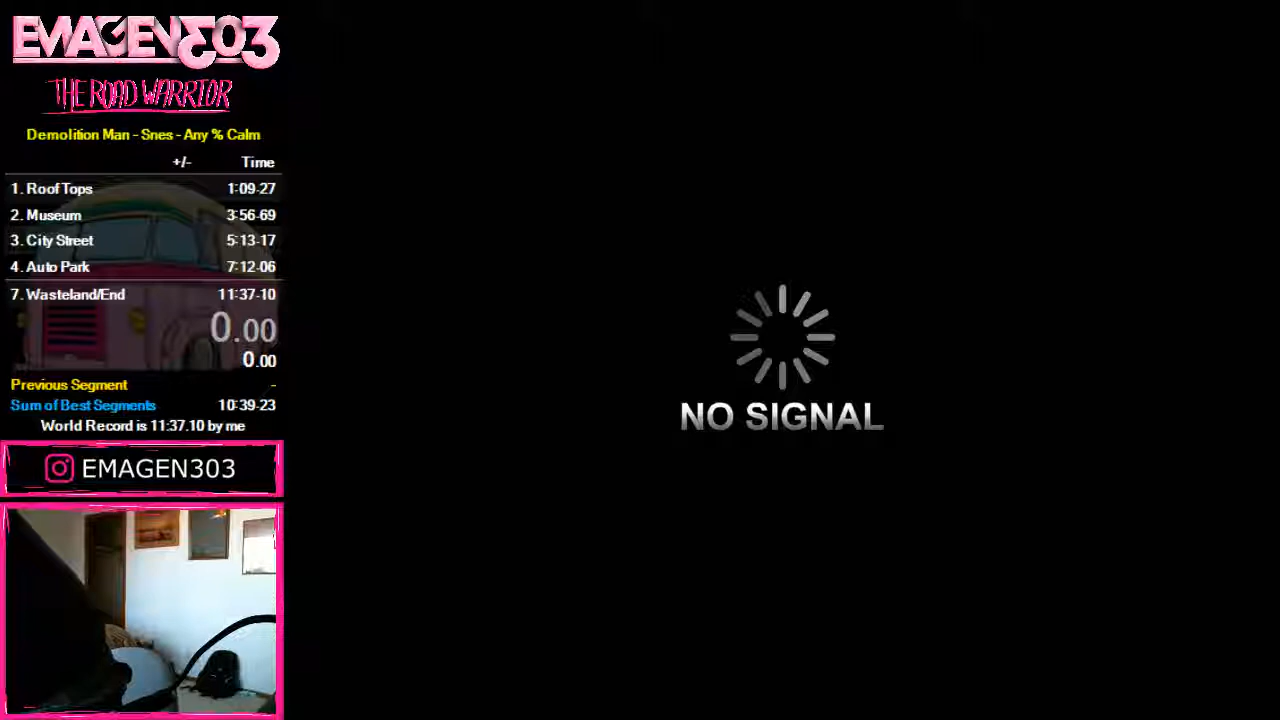 EMAGEN303
THE ROAD WARRIOR
Demolition Man - Snes - Any % Calm
+/- Time
1. Roof Tops 1:09-27
2. Museum 3:56-69
3. City Street 5:13-17
4. Auto Park 7:12-06
7. Wasteland/End 11:37-10
0.00
0.00
Previous Segment -
Sum of Best Segments 10:39-23
World Record is 11:37.10 by me
EMAGEN303
NO SIGNAL